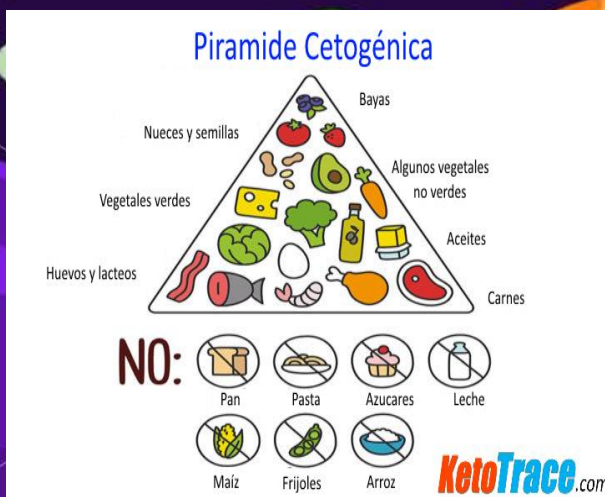 Piramide Cetogénica
Bayas
Nueces y semillas
Algunos vegetales
no verdes
Vegetales verdes
Aceites
Huevos y lacteos
Carnes
NO:
Pan
Pasta
Azucares
Leche
Maíz
Frijoles
Arroz
KetoTrace.com